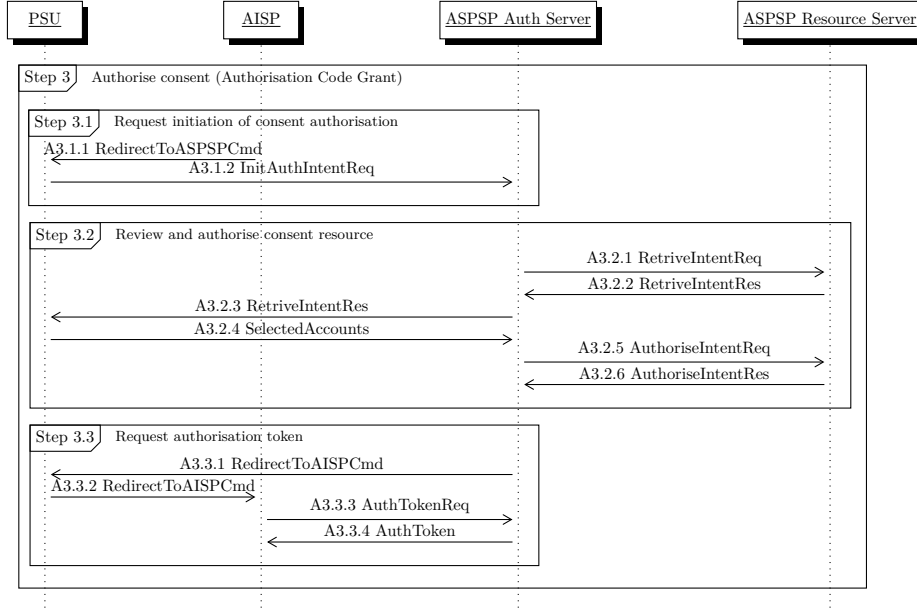 PSU
AISP
ASPSP Auth Server
ASPSP Resource Server
Step 3
Authorise consent (Authorisation Code Grant)
Step 3.1
Request initiation of consent authorisation
A3.1.1 RedirectToASPSPCmd
A3.1.2 InitAuthIntentReq
Step 3.2
Review and authorise consent resource
A3.2.1 RetriveIntentReq
A3.2.2 RetriveIntentRes
A3.2.3 RetriveIntentRes
A3.2.4 SelectedAccounts
A3.2.5 AuthoriseIntentReq
A3.2.6 AuthoriseIntentRes
Step 3.3
Request authorisation token
A3.3.1 RedirectToAISPCmd
A3.3.2 RedirectToAISPCmd
A3.3.3 AuthTokenReq
A3.3.4 AuthToken